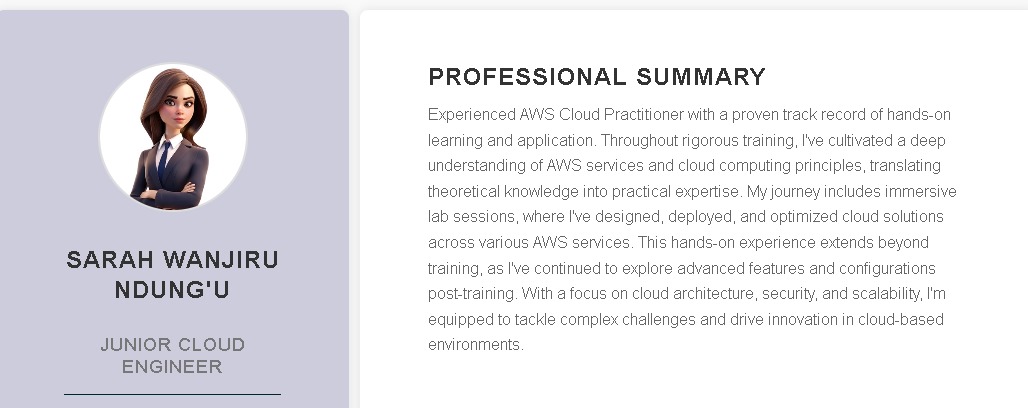 SARAH WANJIRU
NDUNG'U
JUNIOR CLOUD
ENGINEER
PROFESSIONAL SUMMARY
Experienced AWS Cloud Practitioner with a proven track record of hands-on
learning and application. Throughout rigorous training, I've cultivated a deep
understanding of AWS services and cloud computing principles, translating
theoretical knowledge into practical expertise. My journey includes immersive
lab sessions, where I've designed, deployed, and optimized cloud solutions
across various AWS services. This hands-on experience extends beyond
training, as I've continued to explore advanced features and configurations
post-training. With a focus on cloud architecture, security, and scalability, I'm
equipped to tackle complex challenges and drive innovation in cloud-based
environments.